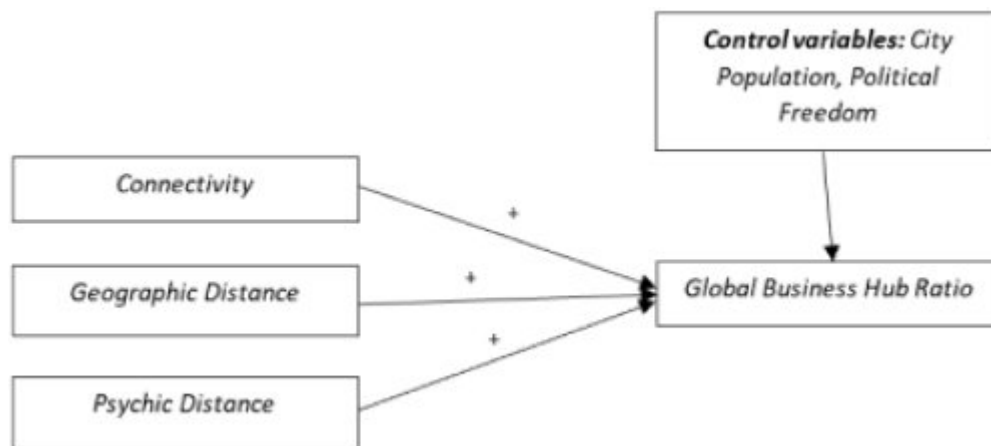 Control variables: City
Population, Political
Freedom
Connectivity
+
Geographic Distance
+
Global Business Hub Ratio
+
Psychic Distance